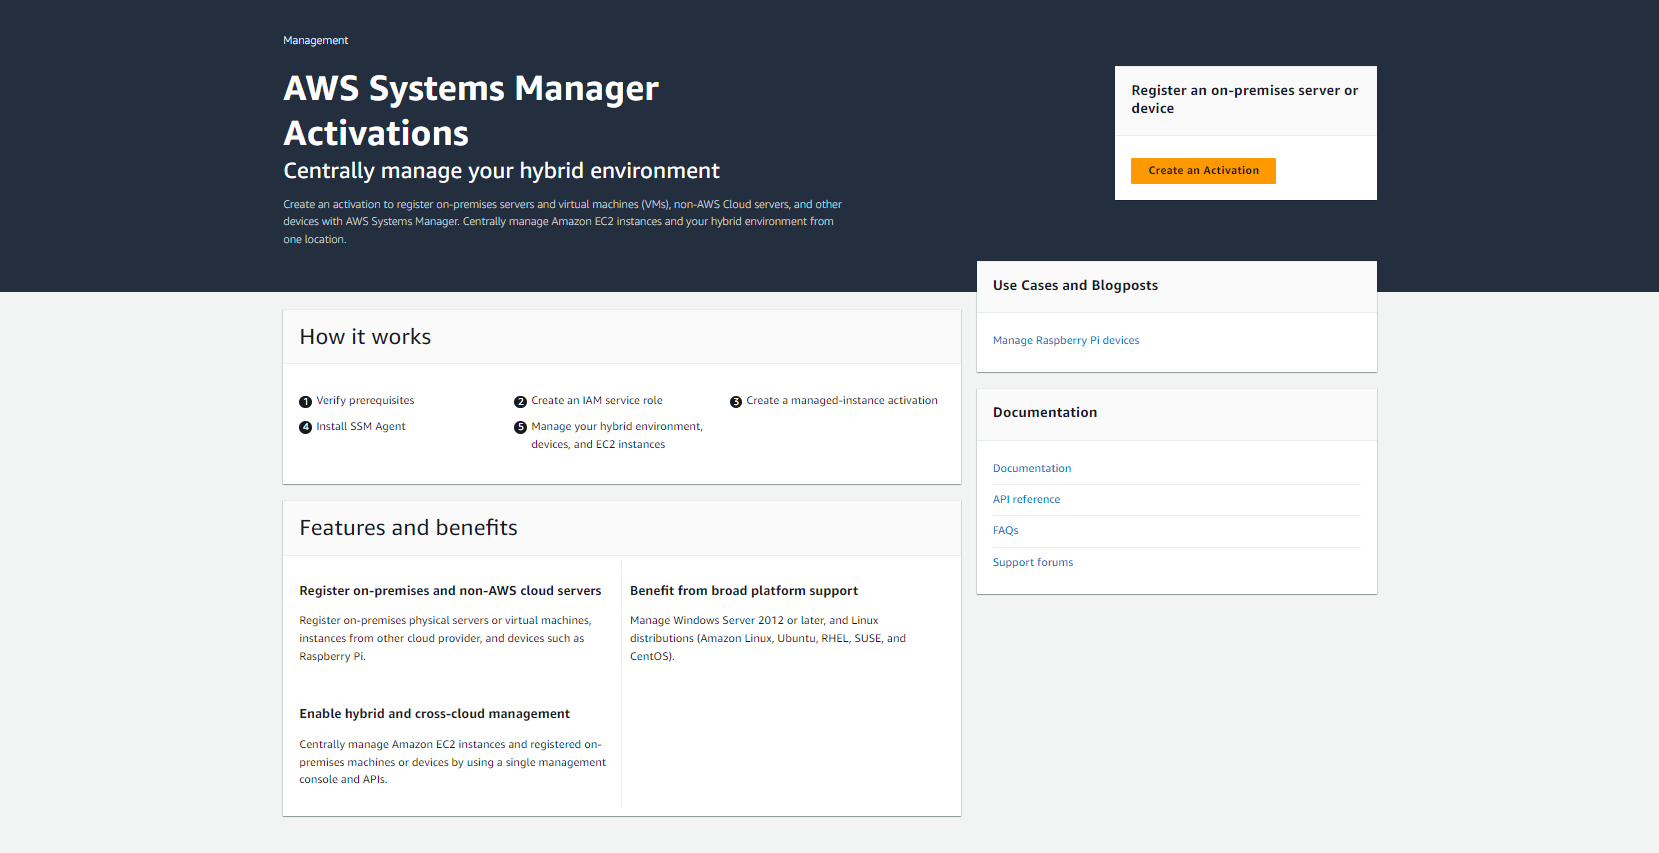 Management
AWS Systems Manager
Activations
Centrally manage your hybrid environment
Create an activation to register on-premises servers and virtual machines (VMs), non-AWS Cloud servers, and other
devices with AWS Systems Manager. Centrally manage Amazon EC2 instances and your hybrid environment from
one location.
Register an on-premises server or
device
Create an Activation
How it works
1 Verify prerequisites
2 Create an IAM service role
3 Create a managed-instance activation
4 Install SSM Agent
5 Manage your hybrid environment,
devices, and EC2 instances
Features and benefits
Register on-premises and non-AWS cloud servers
Register on-premises physical servers or virtual machines,
instances from other cloud provider, and devices such as
Raspberry Pi.
Benefit from broad platform support
Manage Windows Server 2012 or later, and Linux
distributions (Amazon Linux, Ubuntu, RHEL, SUSE, and
CentOS).
Enable hybrid and cross-cloud management
Centrally manage Amazon EC2 instances and registered on-
premises machines or devices by using a single management
console and APIs.
Use Cases and Blogposts
Manage Raspberry Pi devices
Documentation
Documentation
API reference
FAQs
Support forums